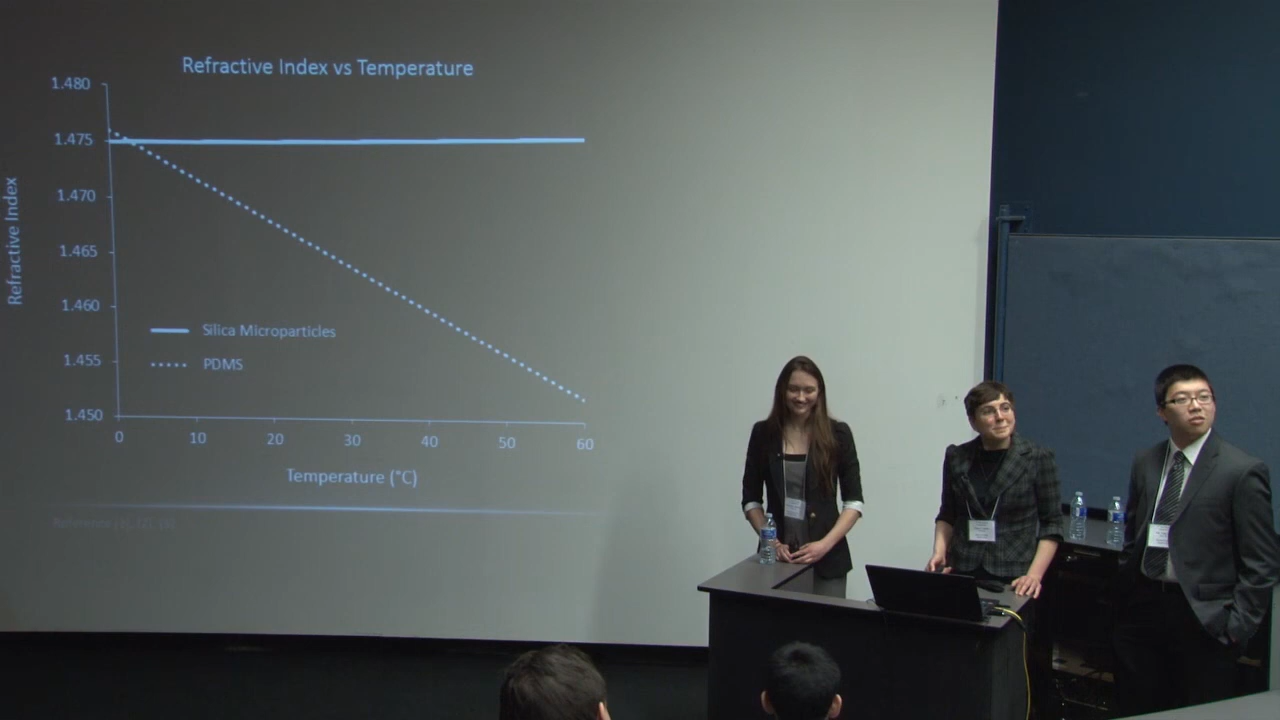 Refractive Index vs Temperature
1.480
1.475
1.470
1.465
1.460
1.455
1.450
Refractive Index
Silica Microparticles
PDMS
0 10 20 30 40 50 60
Temperature (°C)